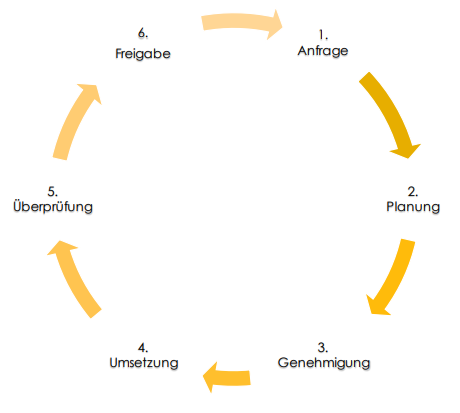 1.
Anfrage
2.
Planung
3.
Genehmigung
4.
Umsetzung
5.
Überprüfung
6.
Freigabe